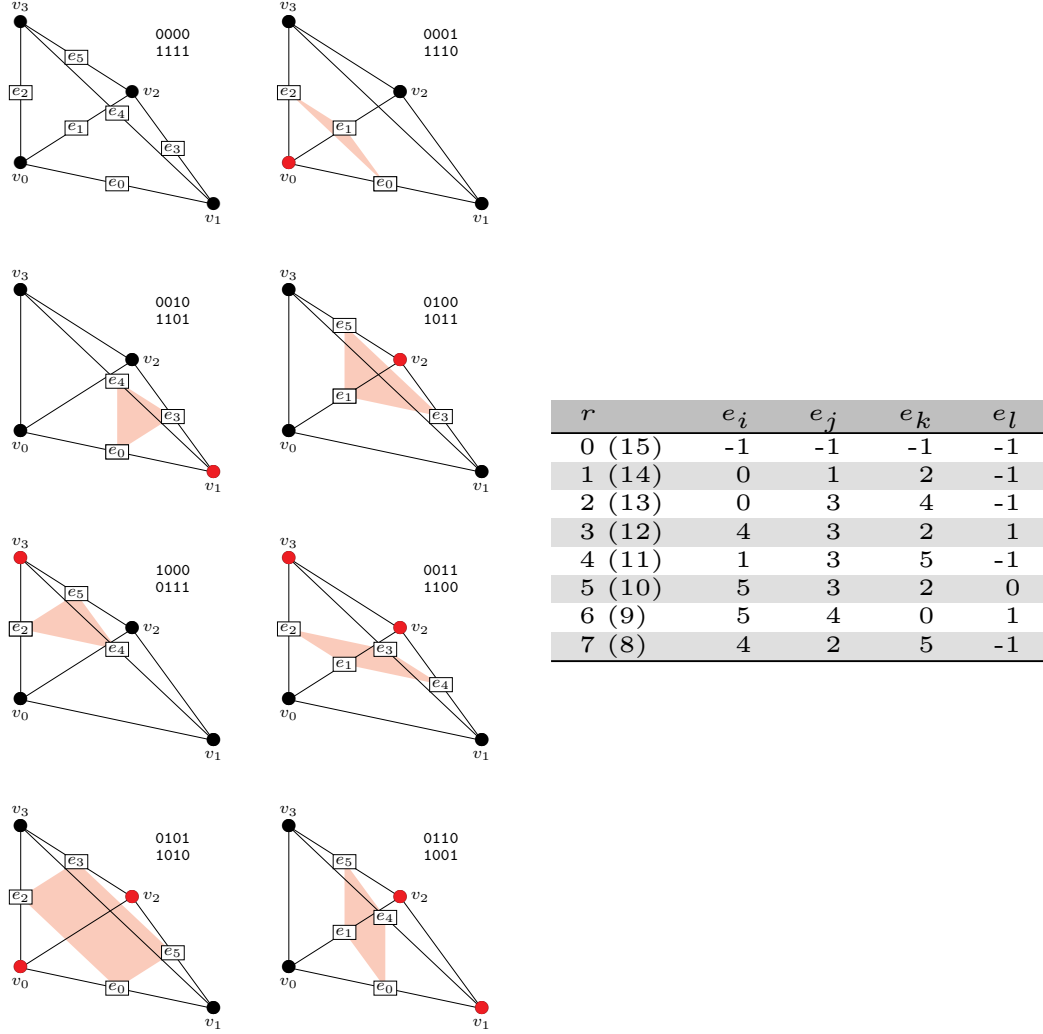 v3
0000
1111
e5
e2
v2
e4
e1
e3
v0
e0
v1
v3
0001
1110
e2
v2
e1
v0
e0
v1
v3
0010
1101
v2
e4
e3
v0
e0
v1
v3
0100
1011
e5
v2
e1
e3
v0
v1
v3
1000
0111
e5
e2
v2
e4
v0
v1
v3
0011
1100
e2
v2
e3
e1
e4
v0
v1
v3
0101
1010
e3
e2
v2
e5
v0
e0
v1
v3
0110
1001
e5
v2
e4
e1
v0
e0
v1
r ei ej ek el
0 (15) -1 -1 -1 -1
1 (14) 0 1 2 -1
2 (13) 0 3 4 -1
3 (12) 4 3 2 1
4 (11) 1 3 5 -1
5 (10) 5 3 2 0
6 (9) 5 4 0 1
7 (8) 4 2 5 -1